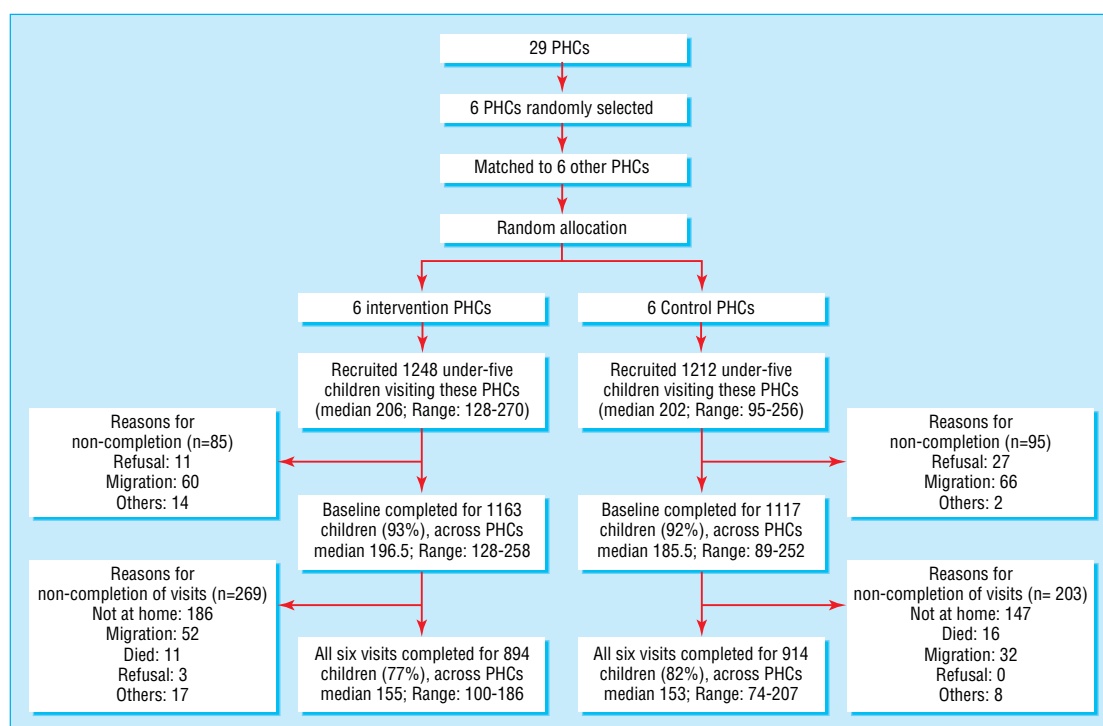 29 PHCs
6 PHCs randomly selected
Matched to 6 other PHCs
Random allocation
6 intervention PHCs
6 Control PHCs
Recruited 1248 under-five
children visiting these PHCs
(median 206; Range: 128-270)
Recruited 1212 under-five
children visiting these PHCs
(median 202; Range: 95-256)
Reasons for
non-completion (n=85)
Refusal: 11
Migration: 60
Others: 14
Reasons for
non-completion (n=95)
Refusal: 27
Migration: 66
Others: 2
Baseline completed for 1163
children (93%), across PHCs
median 196.5; Range: 128-258
Baseline completed for 1117
children (92%), across PHCs
median 185.5; Range: 89-252
Reasons for
non-completion of visits (n=269)
Not at home: 186
Migration: 52
Died: 11
Refusal: 3
Others: 17
Reasons for
non-completion of visits (n= 203)
Not at home: 147
Died: 16
Migration: 32
Refusal: 0
Others: 8
All six visits completed for 894
children (77%), across PHCs
median 155; Range: 100-186
All six visits completed for 914
children (82%), across PHCs
median 153; Range: 74-207